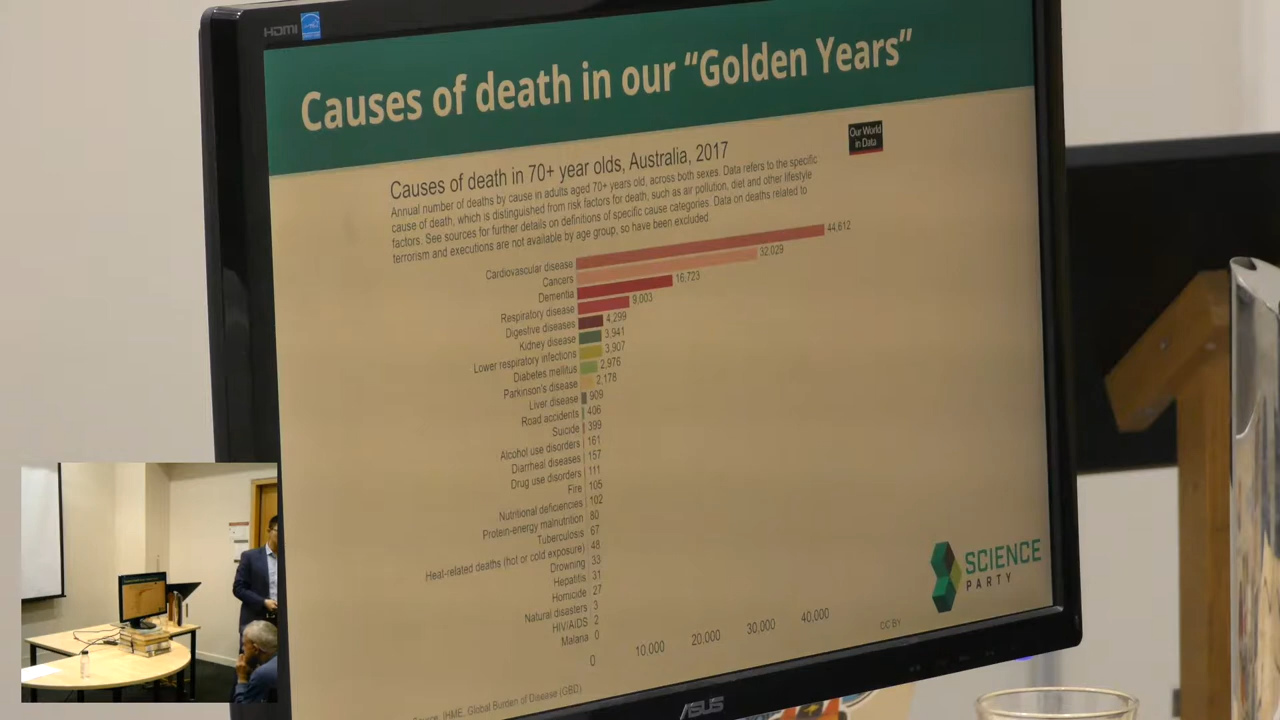 HDMI
Causes of death in our “Golden Years”
Our World
in Data
Causes of death in 70+ year olds, Australia, 2017
Annual number of deaths by cause in adults aged 70+ years old, across both sexes. Data refers to the specific
cause of death, which is distinguished from risk factors for death, such as air pollution, diet and other lifestyle
factors. See sources for further details on definitions of specific cause categories. Data on deaths related to
terrorism and executions are not available by age group, so have been excluded.
Cardiovascular disease 44,612
Cancers 32,029
Dementia 16,723
Respiratory disease 9,003
Digestive diseases 4,299
Kidney disease 3,941
Lower respiratory infections 3,907
Diabetes mellitus 2,976
Parkinson's disease 2,178
Liver disease 909
Road accidents 406
Suicide 399
Alcohol use disorders 161
Diarrheal diseases 157
Drug use disorders 111
Fire 105
Nutritional deficiencies 102
Protein-energy malnutrition 80
Tuberculosis 67
Heat-related deaths (hot or cold exposure) 48
Drowning 33
Hepatitis 31
Homicide 27
Natural disasters 3
HIV/AIDS 2
Malaria 0
0 10,000 20,000 30,000 40,000
CC BY
SCIENCE
PARTY
Source: IHME, Global Burden of Disease (GBD)
ASUS